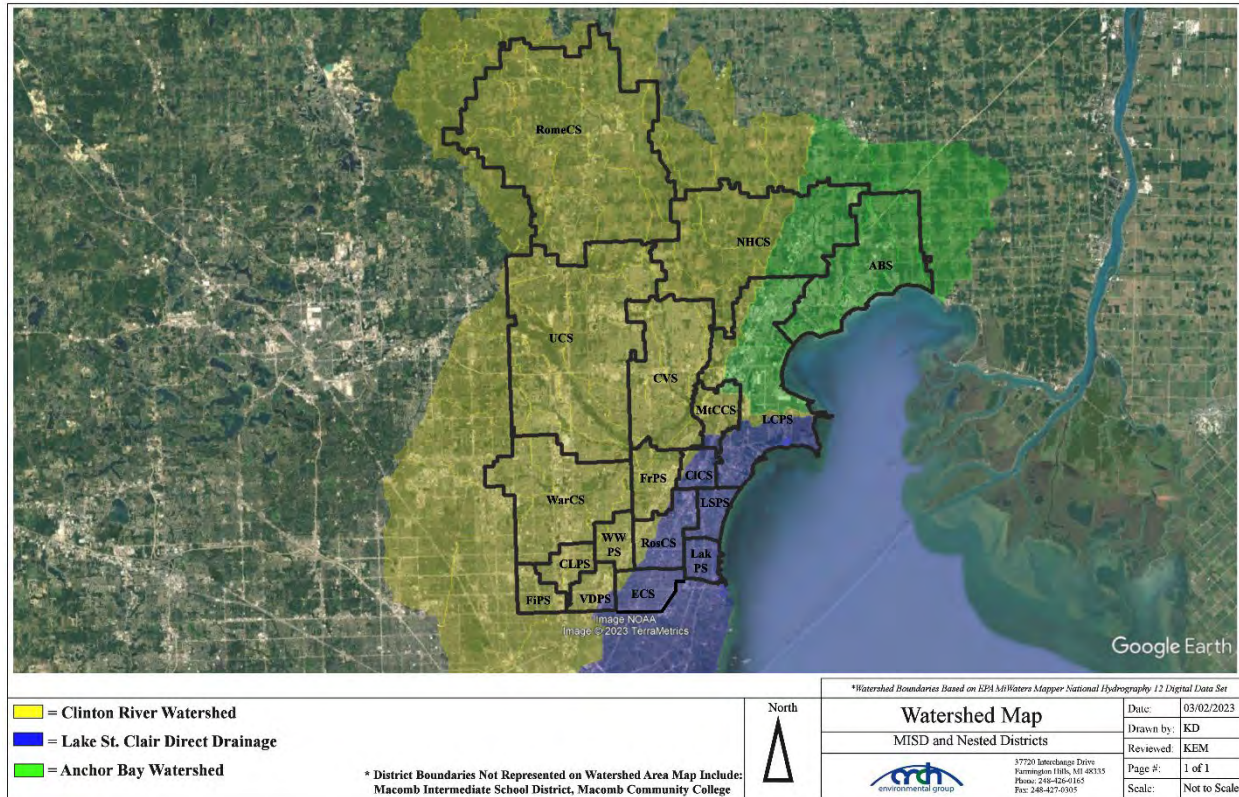 RomeCS
NHCS
ABS
UCS
CVS
MtCCS
LCPS
FrPS
ClCS
WarCS
LSPS
WW
PS
RosCS
Lak
PS
CLPS
FiPS
VDPS
ECS
Image NOAA
Image © 2023 TerraMetrics
Google Earth
= Clinton River Watershed
= Lake St. Clair Direct Drainage
= Anchor Bay Watershed
* District Boundaries Not Represented on Watershed Area Map Include:
Macomb Intermediate School District, Macomb Community College
North
*Watershed Boundaries Based on EPA MiWaters Mapper National Hydrography 12 Digital Data Set
Watershed Map
MISD and Nested Districts
arch
environmental group
37720 Interchange Drive
Farmington Hills, MI 48335
Phone: 248-426-0165
Fax: 248-427-0305
Date: 03/02/2023
Drawn by: KD
Reviewed: KEM
Page #: 1 of 1
Scale: Not to Scale